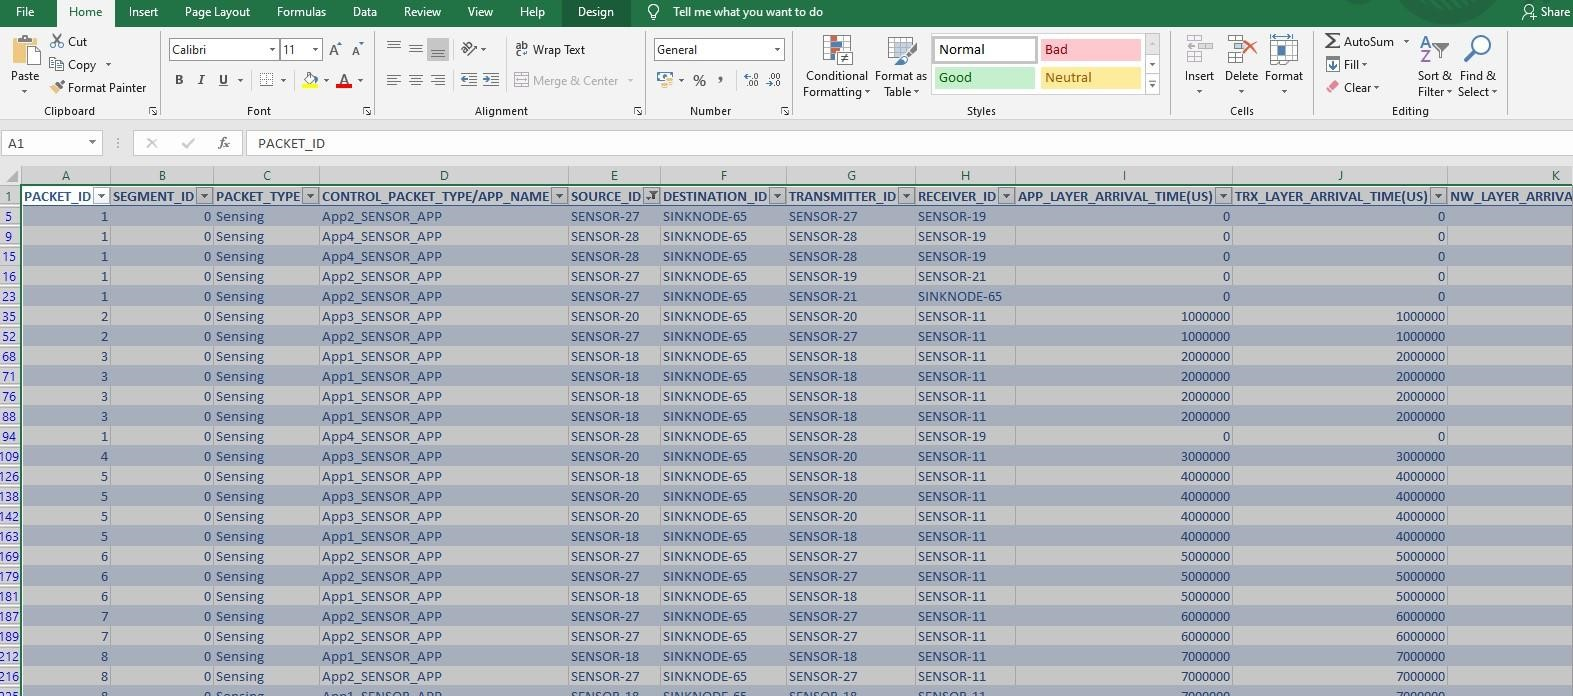 File Home Insert Page Layout Formulas Data Review View Help Design Tell me what you want to do Share
Paste
Cut
Copy
Format Painter
Clipboard
Calibri 11
B I U
Font
Wrap Text
Merge & Center
Alignment
General
%
Number
Conditional Formatting
Format as Table
Normal Bad
Good Neutral
Styles
Insert Delete Format
Cells
AutoSum
Fill
Clear
Sort & Filter
Find & Select
Editing
A1 fx PACKET_ID
A B C D E F G H I J K
1 PACKET_ID SEGMENT_ID PACKET_TYPE CONTROL_PACKET_TYPE/APP_NAME SOURCE_ID DESTINATION_ID TRANSMITTER_ID RECEIVER_ID APP_LAYER_ARRIVAL_TIME(US) TRX_LAYER_ARRIVAL_TIME(US) NW_LAYER_ARRIVA
5 1 0 Sensing App2_SENSOR_APP SENSOR-27 SINKNODE-65 SENSOR-27 SENSOR-19 0 0
9 1 0 Sensing App4_SENSOR_APP SENSOR-28 SINKNODE-65 SENSOR-28 SENSOR-19 0 0
15 1 0 Sensing App4_SENSOR_APP SENSOR-28 SINKNODE-65 SENSOR-28 SENSOR-19 0 0
16 1 0 Sensing App2_SENSOR_APP SENSOR-27 SINKNODE-65 SENSOR-19 SENSOR-21 0 0
23 1 0 Sensing App2_SENSOR_APP SENSOR-27 SINKNODE-65 SENSOR-21 SINKNODE-65 0 0
35 2 0 Sensing App3_SENSOR_APP SENSOR-20 SINKNODE-65 SENSOR-20 SENSOR-11 1000000 1000000
52 2 0 Sensing App2_SENSOR_APP SENSOR-27 SINKNODE-65 SENSOR-27 SENSOR-11 1000000 1000000
68 3 0 Sensing App1_SENSOR_APP SENSOR-18 SINKNODE-65 SENSOR-18 SENSOR-11 2000000 2000000
71 3 0 Sensing App1_SENSOR_APP SENSOR-18 SINKNODE-65 SENSOR-18 SENSOR-11 2000000 2000000
76 3 0 Sensing App1_SENSOR_APP SENSOR-18 SINKNODE-65 SENSOR-18 SENSOR-11 2000000 2000000
88 3 0 Sensing App1_SENSOR_APP SENSOR-18 SINKNODE-65 SENSOR-18 SENSOR-11 2000000 2000000
94 1 0 Sensing App4_SENSOR_APP SENSOR-28 SINKNODE-65 SENSOR-28 SENSOR-19 0 0
109 4 0 Sensing App3_SENSOR_APP SENSOR-20 SINKNODE-65 SENSOR-20 SENSOR-11 3000000 3000000
126 5 0 Sensing App1_SENSOR_APP SENSOR-18 SINKNODE-65 SENSOR-18 SENSOR-11 4000000 4000000
138 5 0 Sensing App3_SENSOR_APP SENSOR-20 SINKNODE-65 SENSOR-20 SENSOR-11 4000000 4000000
142 5 0 Sensing App3_SENSOR_APP SENSOR-20 SINKNODE-65 SENSOR-20 SENSOR-11 4000000 4000000
163 5 0 Sensing App1_SENSOR_APP SENSOR-18 SINKNODE-65 SENSOR-18 SENSOR-11 4000000 4000000
169 6 0 Sensing App2_SENSOR_APP SENSOR-27 SINKNODE-65 SENSOR-27 SENSOR-11 5000000 5000000
179 6 0 Sensing App2_SENSOR_APP SENSOR-27 SINKNODE-65 SENSOR-27 SENSOR-11 5000000 5000000
181 6 0 Sensing App1_SENSOR_APP SENSOR-18 SINKNODE-65 SENSOR-18 SENSOR-11 5000000 5000000
187 7 0 Sensing App2_SENSOR_APP SENSOR-27 SINKNODE-65 SENSOR-27 SENSOR-11 6000000 6000000
189 7 0 Sensing App2_SENSOR_APP SENSOR-27 SINKNODE-65 SENSOR-27 SENSOR-11 6000000 6000000
212 8 0 Sensing App1_SENSOR_APP SENSOR-18 SINKNODE-65 SENSOR-18 SENSOR-11 7000000 7000000
216 8 0 Sensing App2_SENSOR_APP SENSOR-27 SINKNODE-65 SENSOR-27 SENSOR-11 7000000 7000000